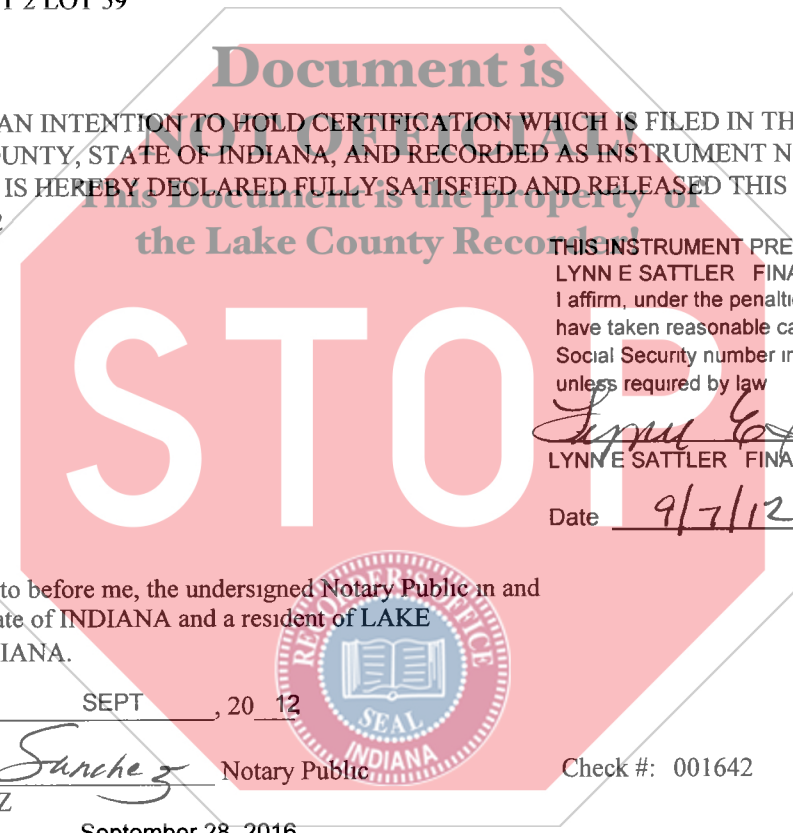 2 LOT 59
Document is
AN INTENTION TO HOLD CERTIFICATION WHICH IS FILED IN TH
NOT OFFICIAL!
OUNTY, STATE OF INDIANA, AND RECORDED AS INSTRUMENT N
IS HEREBY DECLARED FULLY SATISFIED AND RELEASED THIS
This Document is the property of
the Lake County Recorder!
THIS INSTRUMENT PRE
LYNN E SATTLER FINA
I affirm, under the penalti
have taken reasonable ca
Social Security number in
unless required by law
STOP
Lynn E
LYNN E SATTLER FINA
Date 9/7/12
to before me, the undersigned Notary Public in and
ate of INDIANA and a resident of LAKE
IANA.
RECORDER'S OFFICE
SEAL
INDIANA
SEPT , 20 12
Sanchez Notary Public
Z
Check #: 001642
September 28, 2016